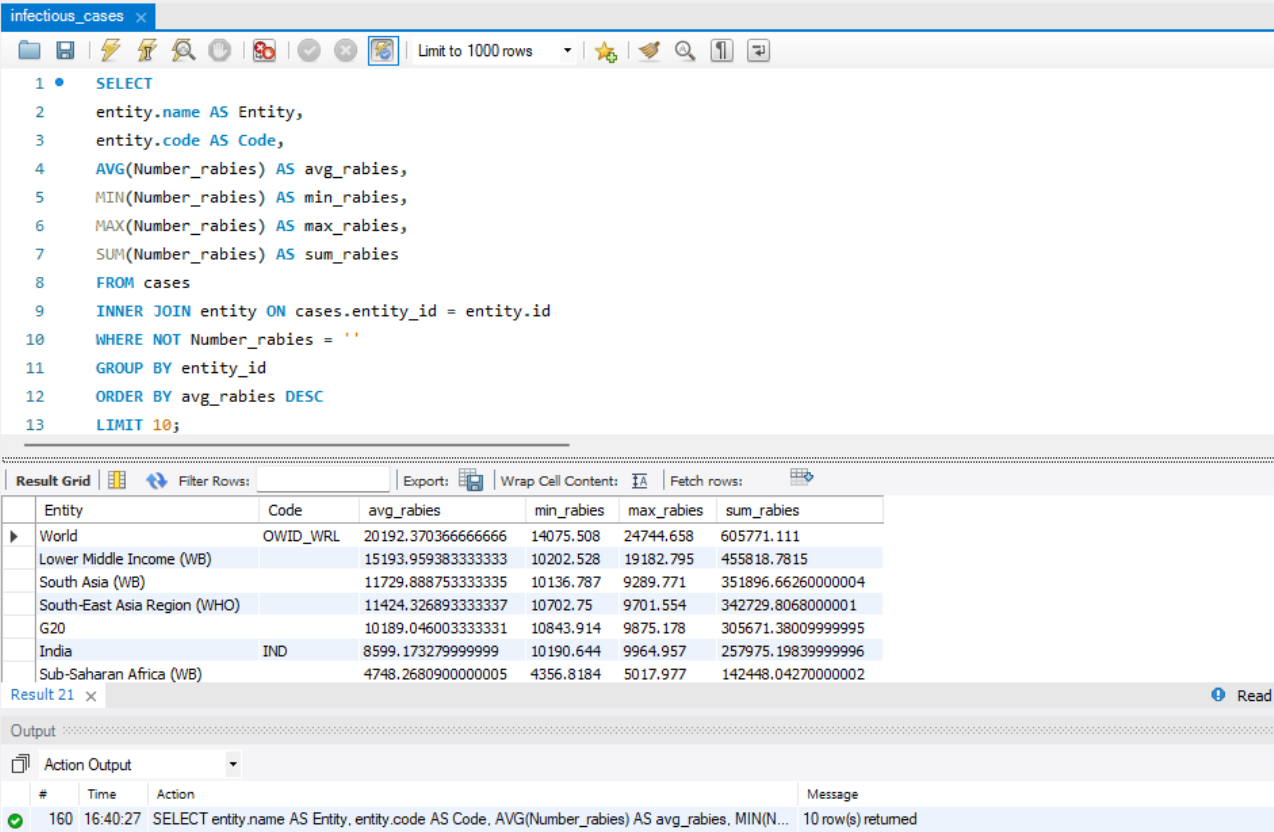 infectious_cases ×
Limit to 1000 rows
1 SELECT
2 entity.name AS Entity,
3 entity.code AS Code,
4 AVG(Number_rabies) AS avg_rabies,
5 MIN(Number_rabies) AS min_rabies,
6 MAX(Number_rabies) AS max_rabies,
7 SUM(Number_rabies) AS sum_rabies
8 FROM cases
9 INNER JOIN entity ON cases.entity_id = entity.id
10 WHERE NOT Number_rabies = ''
11 GROUP BY entity_id
12 ORDER BY avg_rabies DESC
13 LIMIT 10;
Result Grid Filter Rows: Export: Wrap Cell Content: Fetch rows:
Entity Code avg_rabies min_rabies max_rabies sum_rabies
World OWID_WRL 20192.370366666666 14075.508 24744.658 605771.111
Lower Middle Income (WB) 15193.959383333333 10202.528 19182.795 455818.7815
South Asia (WB) 11729.888753333335 10136.787 9289.771 351896.66260000004
South-East Asia Region (WHO) 11424.326893333337 10702.75 9701.554 342729.8068000001
G20 10189.046003333331 10843.914 9875.178 305671.38009999995
India IND 8599.173279999999 10190.644 9964.957 257975.19839999996
Sub-Saharan Africa (WB) 4748.2680900000005 4356.8184 5017.977 142448.04270000002
Result 21 × Read
Output
Action Output
# Time Action Message
160 16:40:27 SELECT entity.name AS Entity, entity.code AS Code, AVG(Number_rabies) AS avg_rabies, MIN(N... 10 row(s) returned